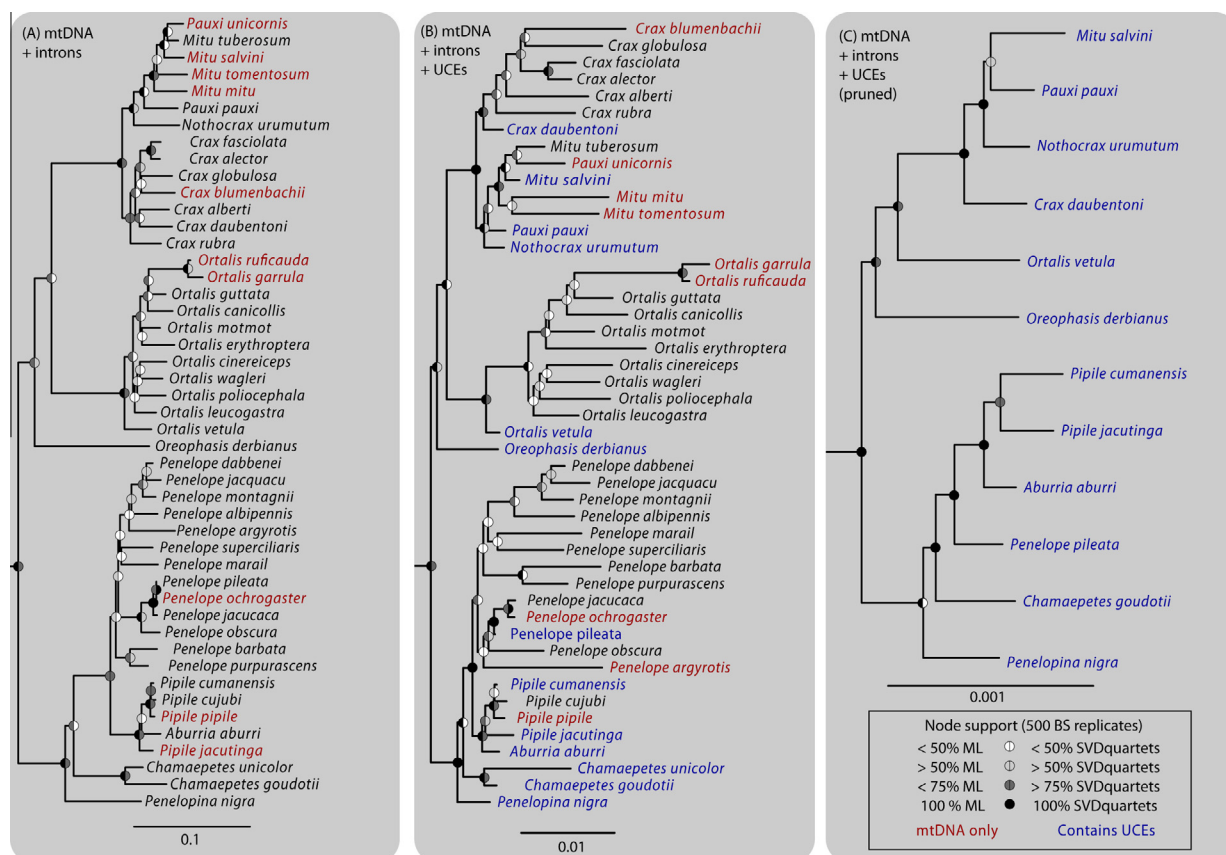 (A) mtDNA
+ introns
Pauxi unicornis
Mitu tuberosum
Mitu salvini
Mitu tomentosum
Mitu mitu
Pauxi pauxi
Nothocrax urumutum
Crax fasciolata
Crax alector
Crax globulosa
Crax blumenbachii
Crax alberti
Crax daubentoni
Crax rubra
Ortalis ruficauda
Ortalis garrula
Ortalis guttata
Ortalis canicollis
Ortalis motmot
Ortalis erythroptera
Ortalis cinereiceps
Ortalis wagleri
Ortalis poliocephala
Ortalis leucogastra
Ortalis vetula
Oreophasis derbianus
Penelope dabbenei
Penelope jacquacu
Penelope montagnii
Penelope albipennis
Penelope argyrotis
Penelope superciliaris
Penelope marail
Penelope pileata
Penelope ochrogaster
Penelope jacucaca
Penelope obscura
Penelope barbata
Penelope purpurascens
Pipile cumanensis
Pipile cujubi
Pipile pipile
Aburria aburri
Pipile jacutinga
Chamaepetes unicolor
Chamaepetes goudotii
Penelopina nigra
0.1
(B) mtDNA
+ introns
+ UCEs
Crax blumenbachii
Crax globulosa
Crax fasciolata
Crax alector
Crax alberti
Crax rubra
Crax daubentoni
Mitu tuberosum
Pauxi unicornis
Mitu salvini
Mitu mitu
Mitu tomentosum
Pauxi pauxi
Nothocrax urumutum
Ortalis garrula
Ortalis ruficauda
Ortalis guttata
Ortalis canicollis
Ortalis motmot
Ortalis erythroptera
Ortalis cinereiceps
Ortalis wagleri
Ortalis poliocephala
Ortalis leucogastra
Ortalis vetula
Oreophasis derbianus
Penelope dabbenei
Penelope jacquacu
Penelope montagnii
Penelope albipennis
Penelope marail
Penelope superciliaris
Penelope barbata
Penelope purpurascens
Penelope jacucaca
Penelope ochrogaster
Penelope pileata
Penelope obscura
Penelope argyrotis
Pipile cumanensis
Pipile cujubi
Pipile pipile
Pipile jacutinga
Aburria aburri
Chamaepetes unicolor
Chamaepetes goudotii
Penelopina nigra
0.01
(C) mtDNA
+ introns
+ UCEs
(pruned)
Mitu salvini
Pauxi pauxi
Nothocrax urumutum
Crax daubentoni
Ortalis vetula
Oreophasis derbianus
Pipile cumanensis
Pipile jacutinga
Aburria aburri
Penelope pileata
Chamaepetes goudotii
Penelopina nigra
0.001
Node support (500 BS replicates)
< 50% ML < 50% SVDquartets
> 50% ML > 50% SVDquartets
< 75% ML > 75% SVDquartets
100 % ML 100% SVDquartets
mtDNA only Contains UCEs